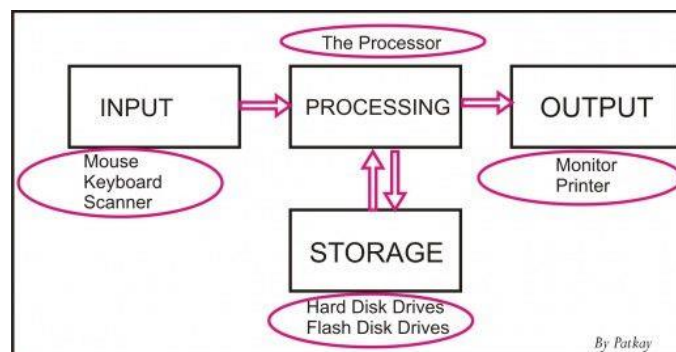 The Processor
INPUT
PROCESSING
OUTPUT
Mouse
Keyboard
Scanner
Monitor
Printer
STORAGE
Hard Disk Drives
Flash Disk Drives
By Patkay